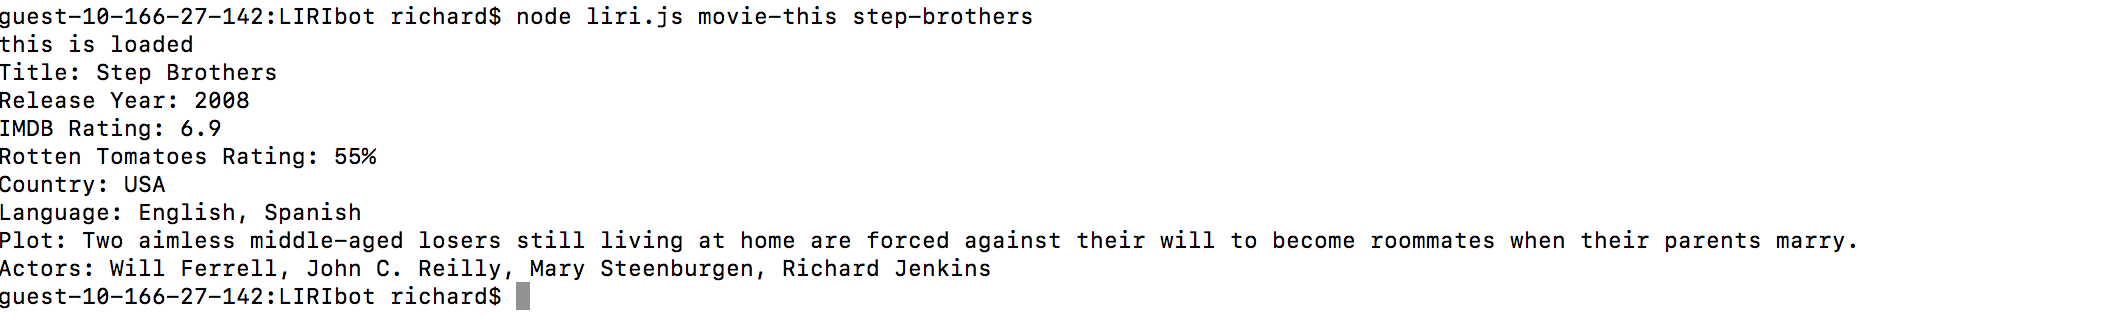 guest-10-166-27-142:LIRIbot richard$ node liri.js movie-this step-brothers
this is loaded
Title: Step Brothers
Release Year: 2008
IMDB Rating: 6.9
Rotten Tomatoes Rating: 55%
Country: USA
Language: English, Spanish
Plot: Two aimless middle-aged losers still living at home are forced against their will to become roommates when their parents marry.
Actors: Will Ferrell, John C. Reilly, Mary Steenburgen, Richard Jenkins
guest-10-166-27-142:LIRIbot richard$